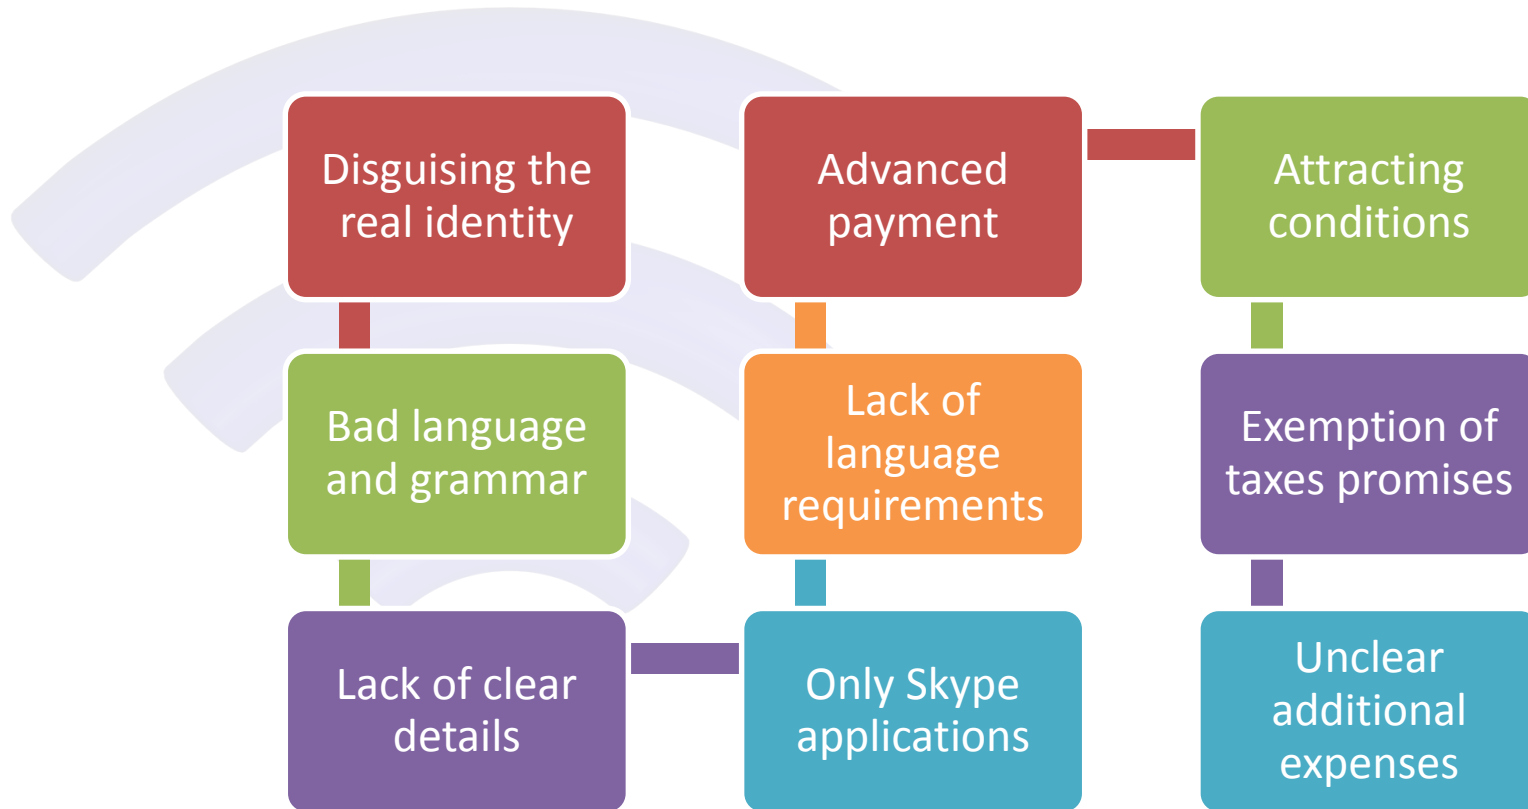 Disguising the
real identity
Bad language
and grammar
Lack of clear
details
Only Skype
applications
Lack of
language
requirements
Advanced
payment
Attracting
conditions
Exemption of
taxes promises
Unclear
additional
expenses